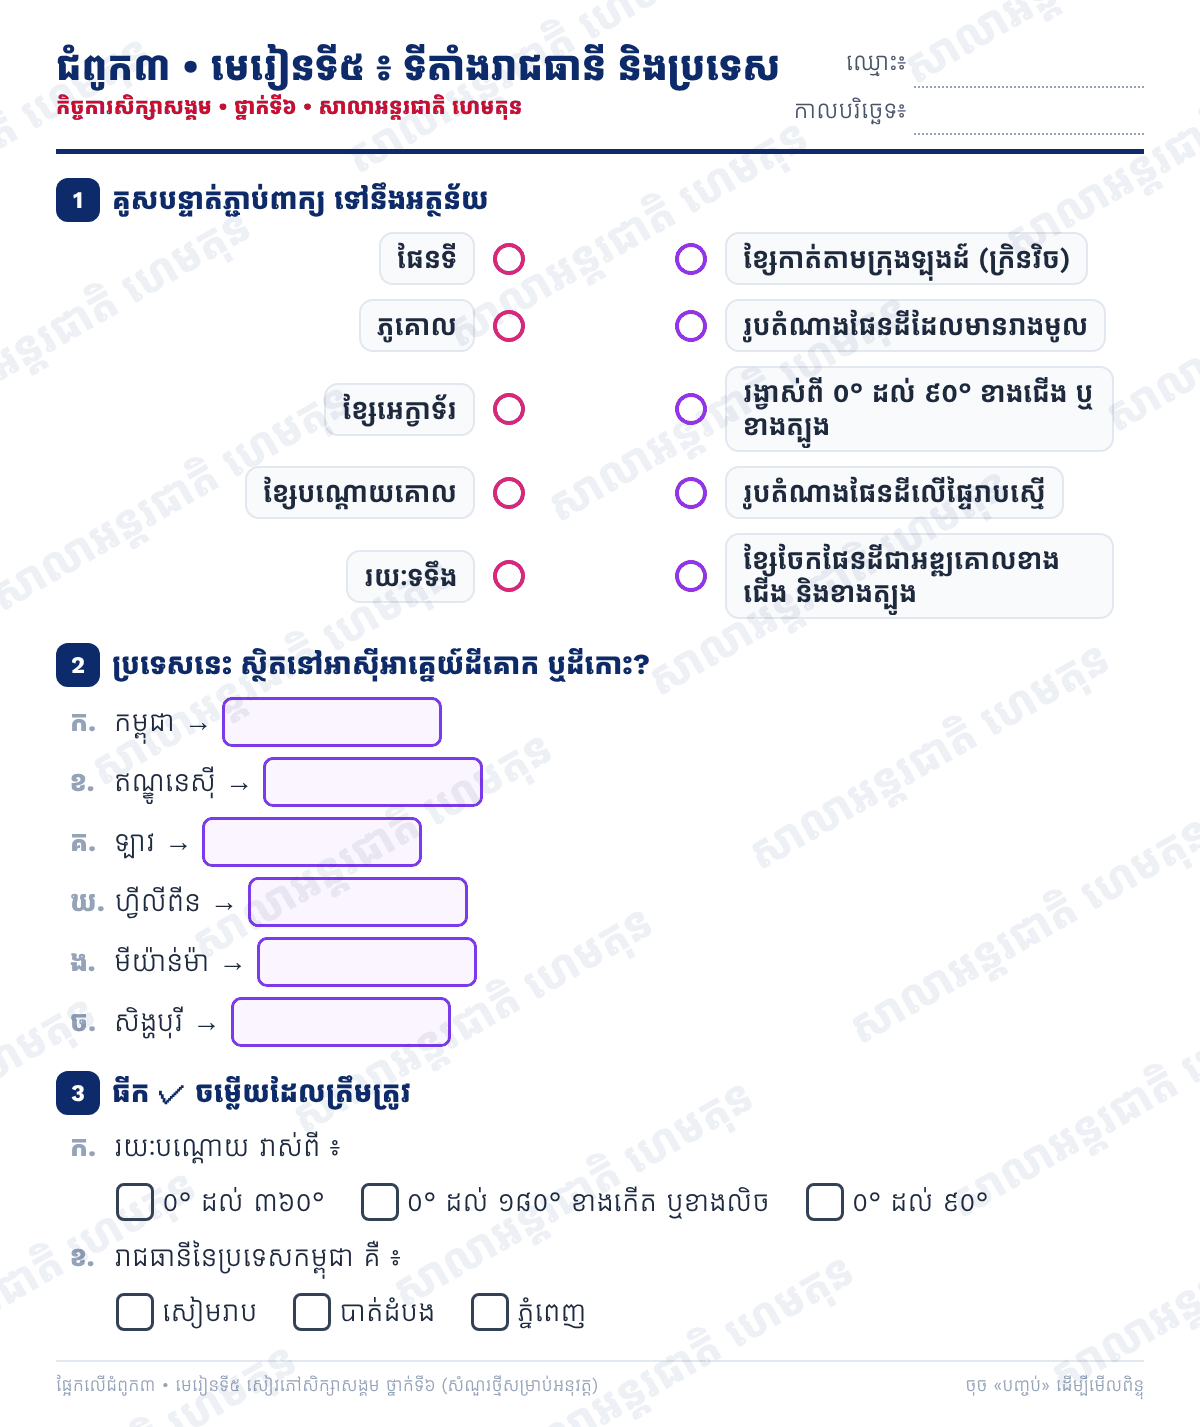 ជំពូក៣ • មេរៀនទី៥ ៖ ទីតាំងរាជធានី និងប្រទេស
ឈ្មោះ៖
កិច្ចការសិក្សាសង្គម • ថ្នាក់ទី៦ • សាលាអន្តរជាតិ ហេមតុន
កាលបរិច្ឆេទ៖
1 គូសបន្ទាត់ភ្ជាប់ពាក្យ ទៅនឹងអត្ថន័យ
ផែនទី
ខ្សែកាត់តាមក្រុងឡុងដ៍ (ក្រិនវិច)
ភូគោល
រូបតំណាងផែនដីដែលមានរាងមូល
ខ្សែអេក្វាទ័រ
រង្វាស់ពី ០° ដល់ ៩០° ខាងជើង ឬ
ខាងត្បូង
ខ្សែបណ្តោយគោល
រូបតំណាងផែនដីលើផ្ទៃរាបស្មើ
រយៈទទឹង
ខ្សែចែកផែនដីជាអឌ្ឍគោលខាង
ជើង និងខាងត្បូង
2 ប្រទេសនេះ ស្ថិតនៅអាស៊ីអាគ្នេយ៍ដីគោក ឬដីកោះ?
ក. កម្ពុជា →
ខ. ឥណ្ឌូនេស៊ី →
គ. ឡាវ →
ឃ. ហ្វីលីពីន →
ង. មីយ៉ាន់ម៉ា →
ច. សិង្ហបុរី →
3 ធីក ✓ ចម្លើយដែលត្រឹមត្រូវ
ក. រយៈបណ្តោយ វាស់ពី ៖
០° ដល់ ៣៦០° ០° ដល់ ១៨០° ខាងកើត ឬខាងលិច ០° ដល់ ៩០°
ខ. រាជធានីនៃប្រទេសកម្ពុជា គឺ ៖
សៀមរាប បាត់ដំបង ភ្នំពេញ
ផ្អែកលើជំពូក៣ • មេរៀនទី៥ សៀវភៅសិក្សាសង្គម ថ្នាក់ទី៦ (សំណួរថ្មីសម្រាប់អនុវត្ត)
ចុច «បញ្ចប់» ដើម្បីមើលពិន្ទុ